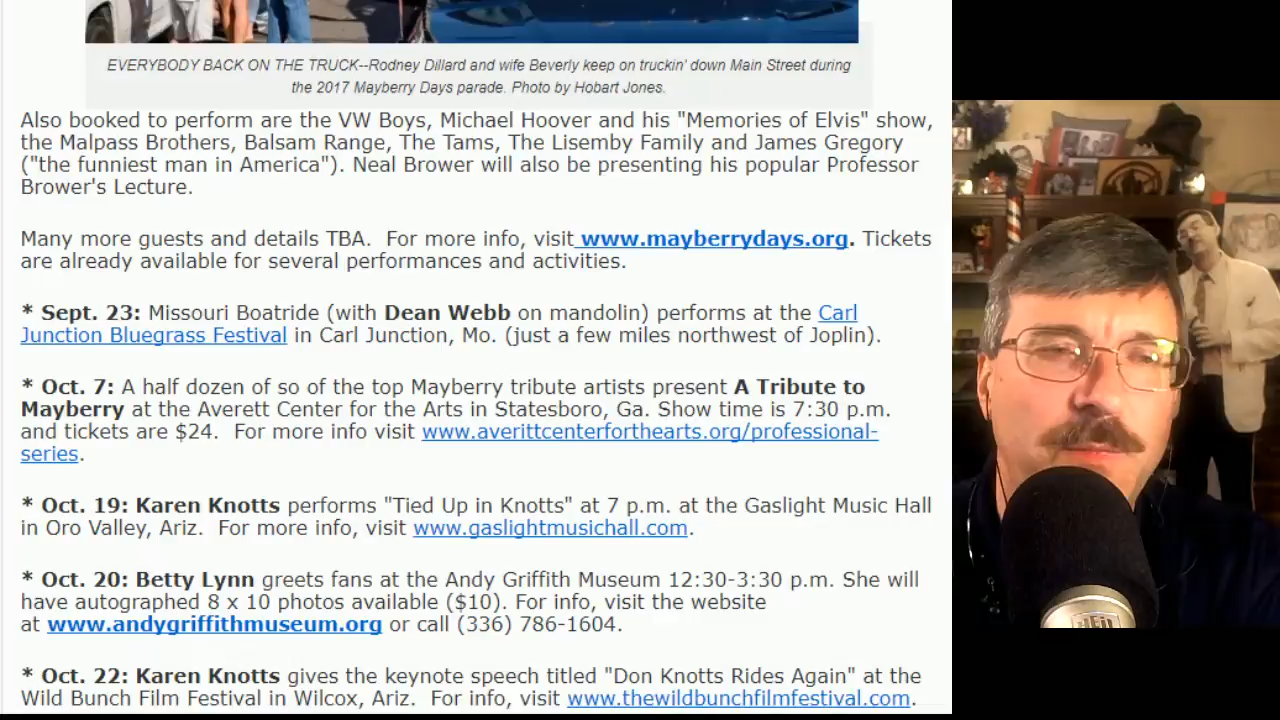 EVERYBODY BACK ON THE TRUCK--Rodney Dillard and wife Beverly keep on truckin' down Main Street during
the 2017 Mayberry Days parade. Photo by Hobart Jones.
Also booked to perform are the VW Boys, Michael Hoover and his "Memories of Elvis" show,
the Malpass Brothers, Balsam Range, The Tams, The Lisemby Family and James Gregory
("the funniest man in America"). Neal Brower will also be presenting his popular Professor
Brower's Lecture.
Many more guests and details TBA. For more info, visit www.mayberrydays.org. Tickets
are already available for several performances and activities.
* Sept. 23: Missouri Boatride (with Dean Webb on mandolin) performs at the Carl
Junction Bluegrass Festival in Carl Junction, Mo. (just a few miles northwest of Joplin).
* Oct. 7: A half dozen of so of the top Mayberry tribute artists present A Tribute to
Mayberry at the Averett Center for the Arts in Statesboro, Ga. Show time is 7:30 p.m.
and tickets are $24. For more info visit www.averittcenterforthearts.org/professional-
series.
* Oct. 19: Karen Knotts performs "Tied Up in Knotts" at 7 p.m. at the Gaslight Music Hall
in Oro Valley, Ariz. For more info, visit www.gaslightmusichall.com.
* Oct. 20: Betty Lynn greets fans at the Andy Griffith Museum 12:30-3:30 p.m. She will
have autographed 8 x 10 photos available ($10). For info, visit the website
at www.andygriffithmuseum.org or call (336) 786-1604.
* Oct. 22: Karen Knotts gives the keynote speech titled "Don Knotts Rides Again" at the
Wild Bunch Film Festival in Wilcox, Ariz. For info, visit www.thewildbunchfilmfestival.com.